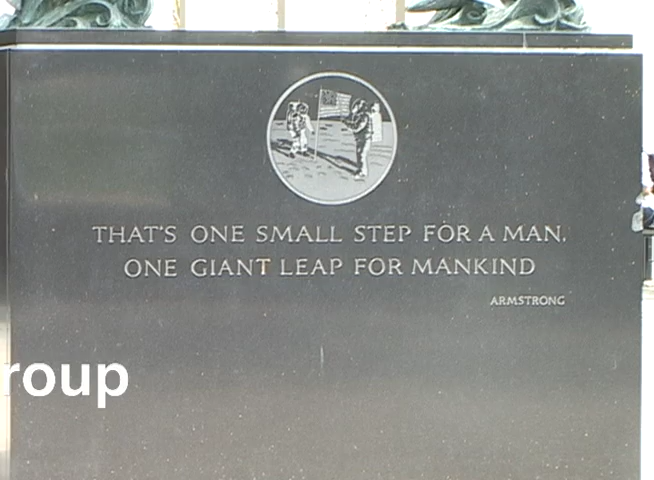 THAT'S ONE SMALL STEP FOR A MAN,
ONE GIANT LEAP FOR MANKIND
ARMSTRONG
roup